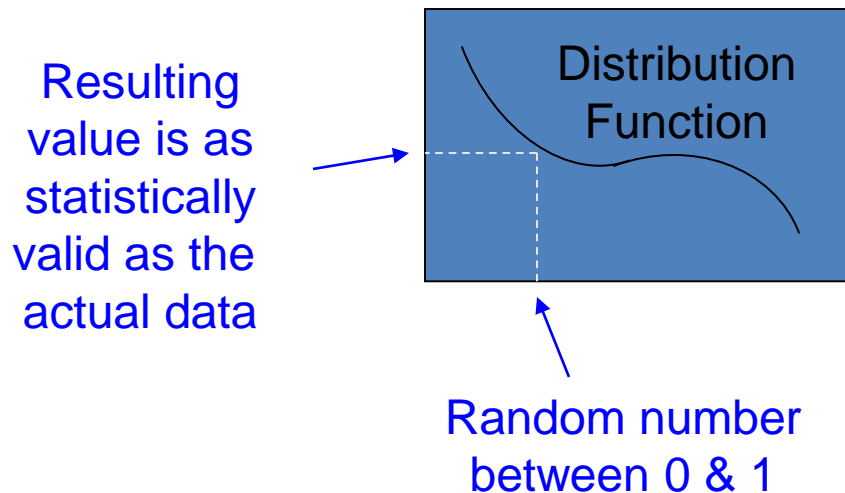 Distribution
Function
Resulting
value is as
statistically
valid as the
actual data
Random number
between 0 & 1